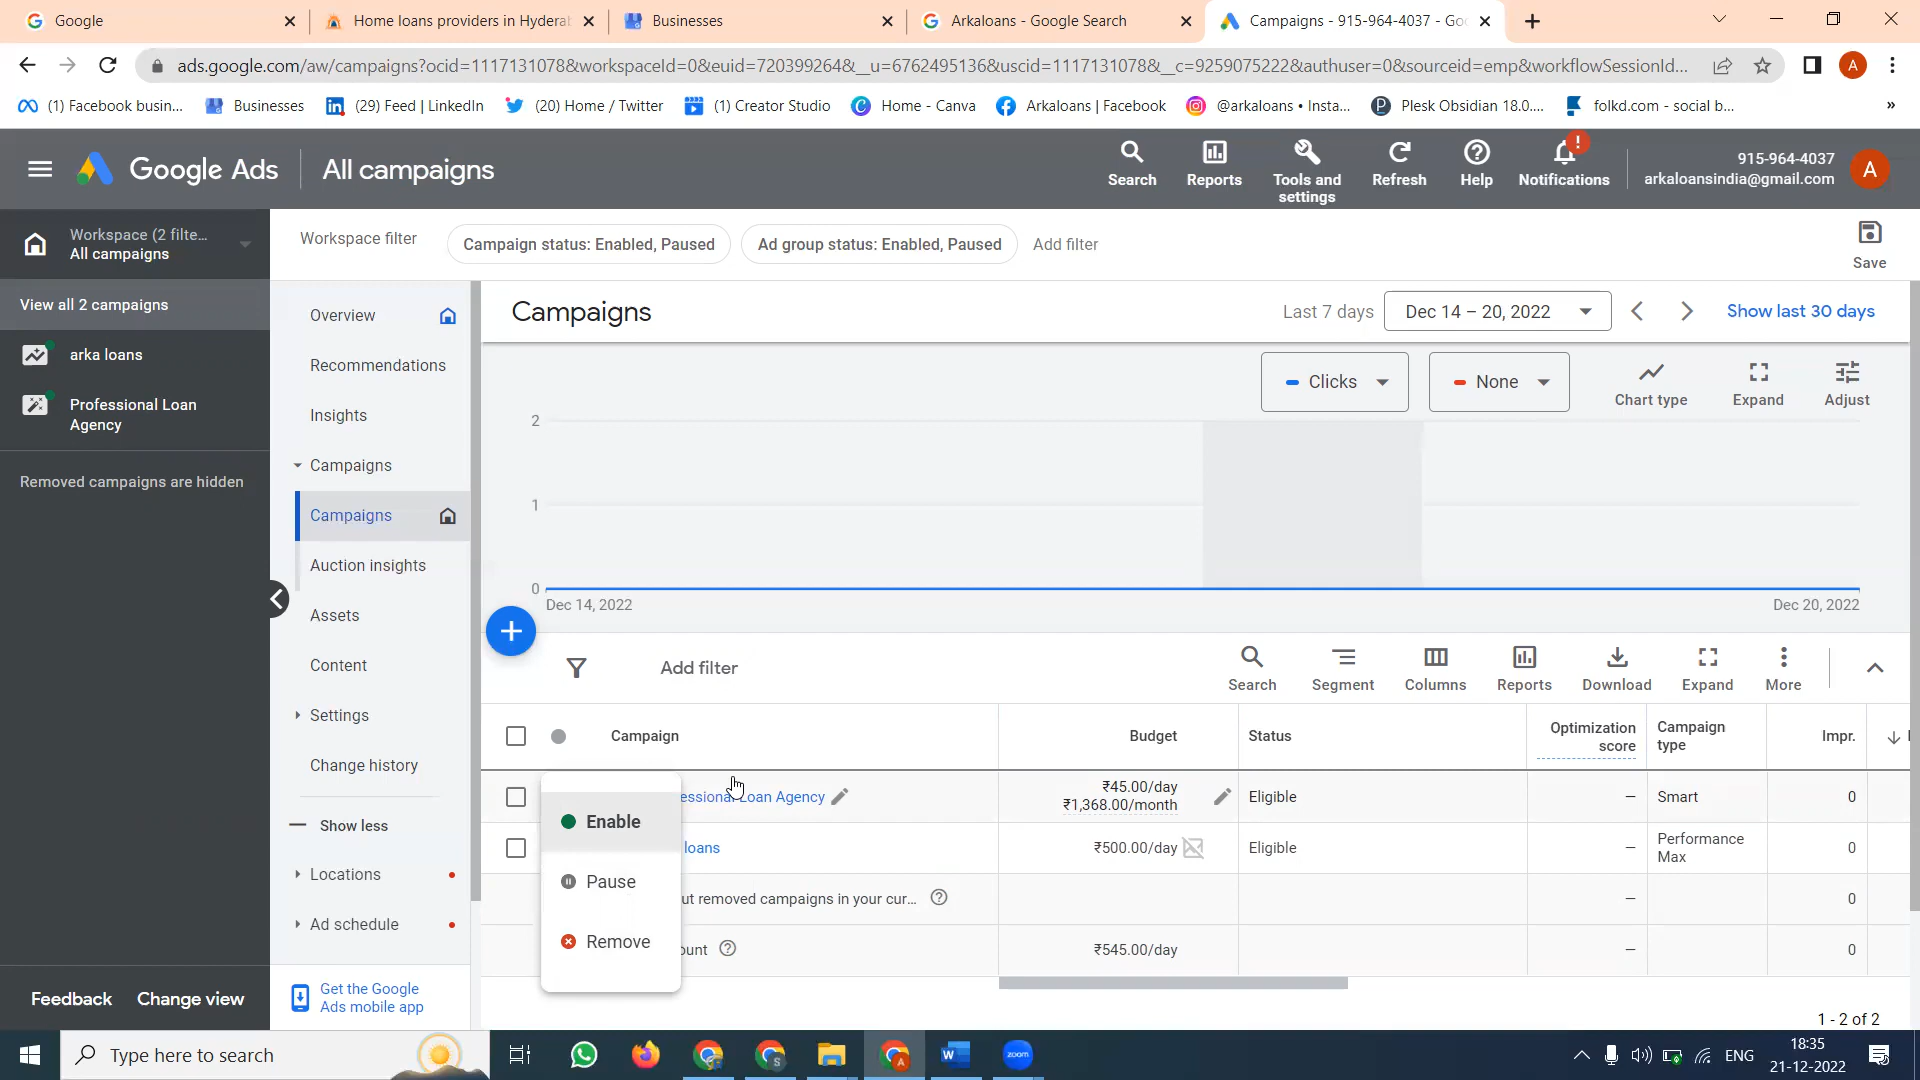 Google
Home loans providers in Hyderab
Businesses
Arkaloans - Google Search
Campaigns - 915-964-4037 - Goo
ads.google.com/aw/campaigns?ocid=1117131078&workspaceId=0&euid=720399264&__u=6762495136&uscid=1117131078&__c=9259075222&authuser=0&sourceid=emp&workflowSessionId...
A
(1) Facebook busin...
Businesses
(29) Feed | LinkedIn
(20) Home / Twitter
(1) Creator Studio
Home - Canva
Arkaloans | Facebook
@arkaloans • Insta...
Plesk Obsidian 18.0....
folkd.com - social b...
»
Google Ads
All campaigns
Search
Reports
Tools and
settings
Refresh
Help
Notifications
915-964-4037
arkaloansindia@gmail.com
A
Workspace (2 filte...
All campaigns
View all 2 campaigns
arka loans
Professional Loan
Agency
Removed campaigns are hidden
Feedback
Change view
Workspace filter
Campaign status: Enabled, Paused
Ad group status: Enabled, Paused
Add filter
Save
Overview
Recommendations
Insights
Campaigns
Campaigns
Auction insights
Assets
Content
Settings
Change history
Show less
Locations
Ad schedule
Get the Google
Ads mobile app
Campaigns
Last 7 days
Dec 14 – 20, 2022
Show last 30 days
Clicks
None
Chart type
Expand
Adjust
2
1
0
Dec 14, 2022
Dec 20, 2022
Add filter
Search
Segment
Columns
Reports
Download
Expand
More
Campaign
Budget
Status
Optimization
score
Campaign
type
Impr.
essional Loan Agency
₹45.00/day
₹1,368.00/month
Eligible
–
Smart
0
loans
₹500.00/day
Eligible
–
Performance
Max
0
ut removed campaigns in your cur...
–
0
ount
₹545.00/day
–
0
Enable
Pause
Remove
1 - 2 of 2
Type here to search
zoom
ENG
18:35
21-12-2022